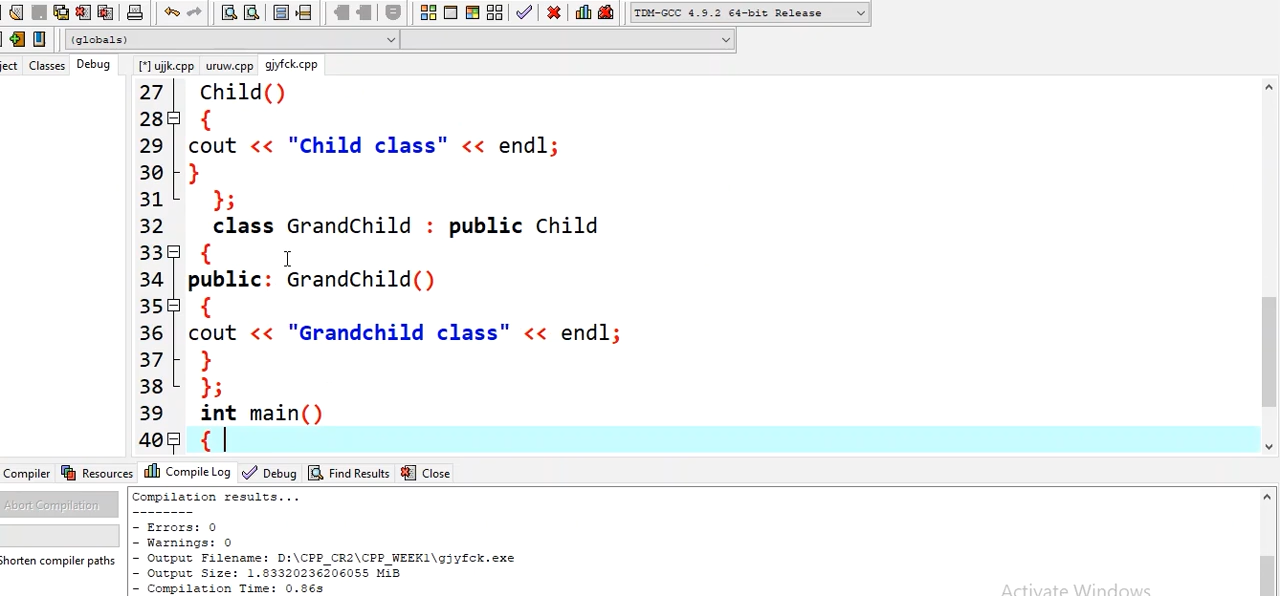 TDM-GCC 4.9.2 64-bit Release
(globals)
ject Classes Debug [*] ujjk.cpp uruw.cpp gjyfck.cpp
27 Child()
28 {
29 cout << "Child class" << endl;
30 }
31 };
32 class GrandChild : public Child
33 {
34 public: GrandChild()
35 {
36 cout << "Grandchild class" << endl;
37 }
38 };
39 int main()
40 {
Compiler Resources Compile Log Debug Find Results Close
Abort Compilation
Shorten compiler paths
Compilation results...
--------
- Errors: 0
- Warnings: 0
- Output Filename: D:\CPP_CR2\CPP_WEEK1\gjyfck.exe
- Output Size: 1.83320236206055 MiB
- Compilation Time: 0.86s
Activate Windows